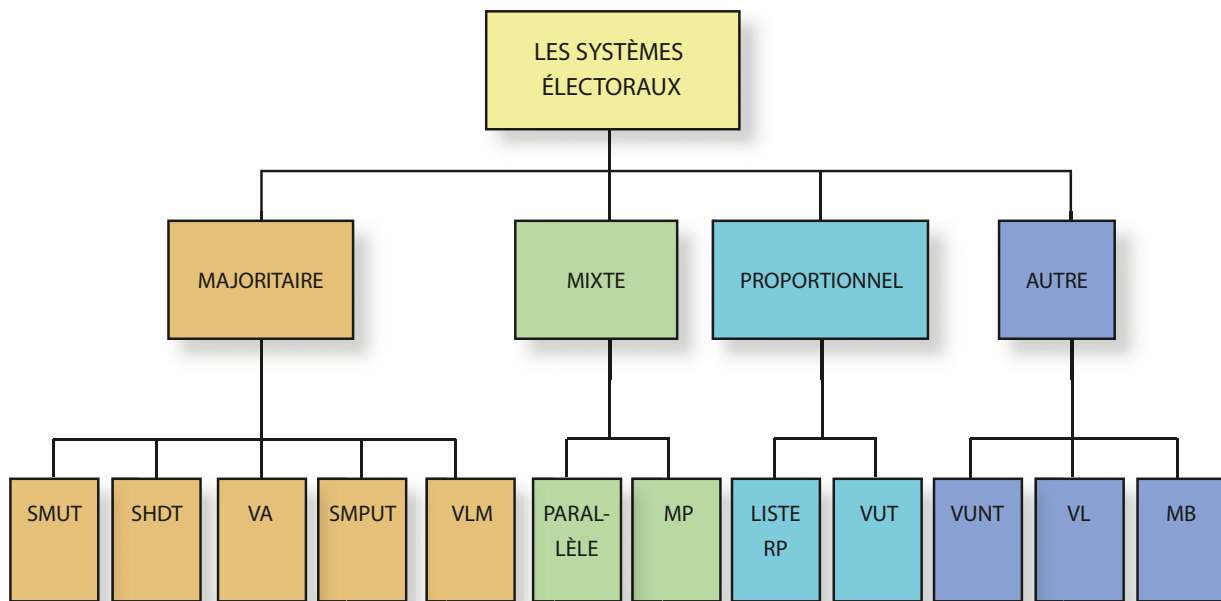 LES SYSTÈMES
ÉLECTORAUX
MAJORITAIRE
MIXTE
PROPORTIONNEL
AUTRE
SMUT
SHDT
VA
SMPUT
VLM
PARAL-
LÈLE
MP
LISTE
RP
VUT
VUNT
VL
MB